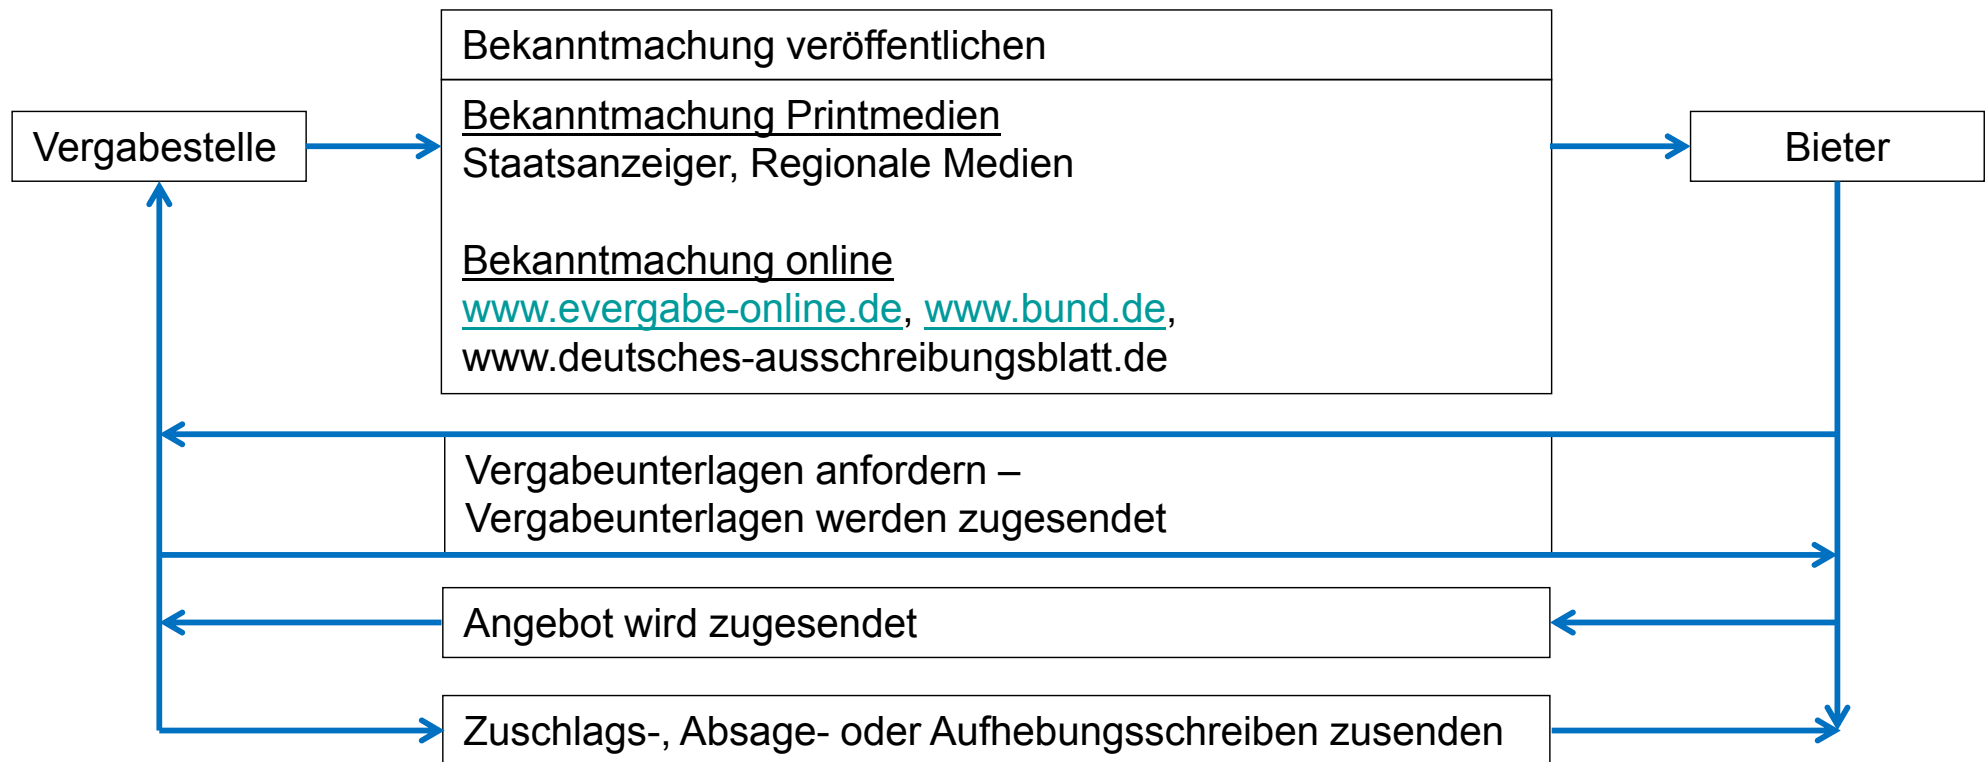 Bekanntmachung veröffentlichen
Vergabestelle
Bekanntmachung Printmedien
Staatsanzeiger, Regionale Medien
Bekanntmachung online
www.evergabe-online.de, www.bund.de,
www.deutsches-ausschreibungsblatt.de
Bieter
Vergabeunterlagen anfordern –
Vergabeunterlagen werden zugesendet
Angebot wird zugesendet
Zuschlags-, Absage- oder Aufhebungsschreiben zusenden